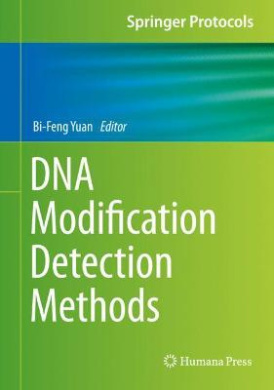 Springer Protocols
Bi-Feng Yuan Editor
DNA
Modification
Detection
Methods
Humana Press